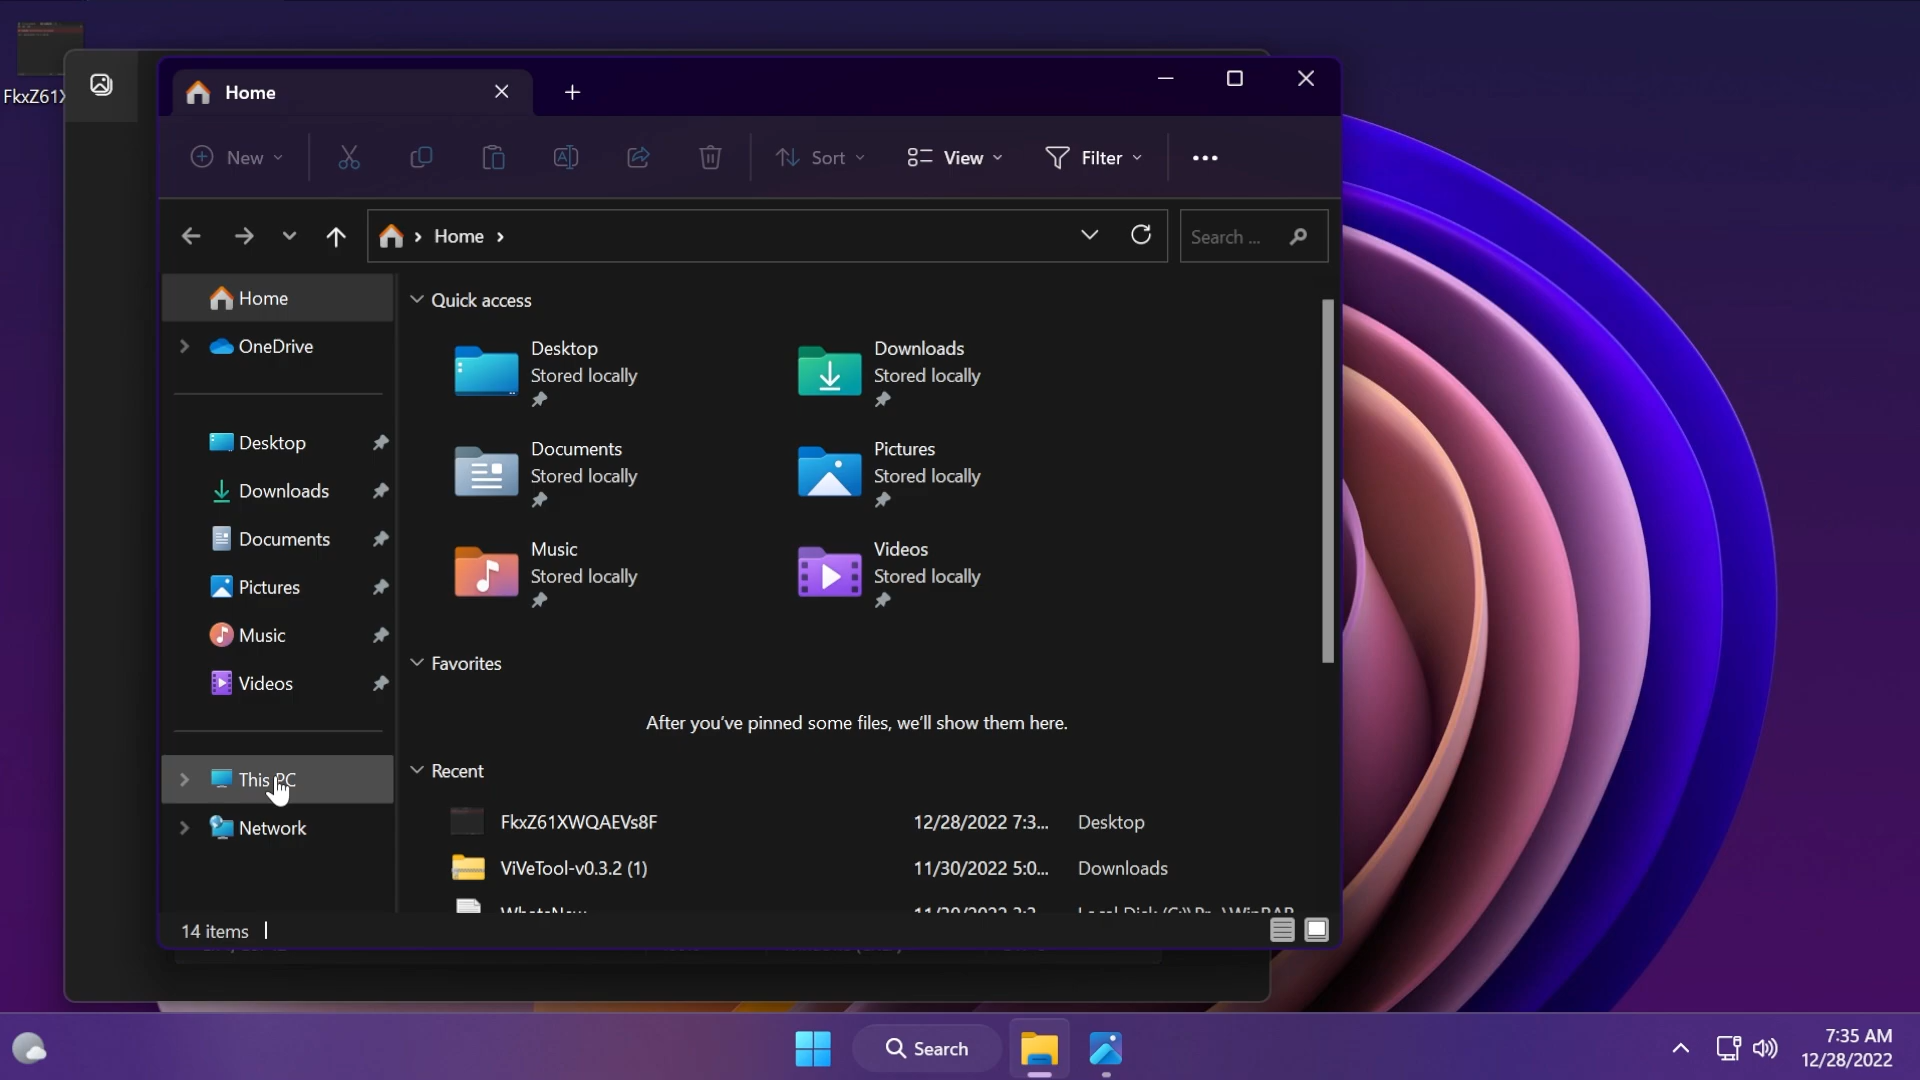 FkxZ61X
Home
New
Sort
View
Filter
Home
Search ...
Home
OneDrive
Desktop
Downloads
Documents
Pictures
Music
Videos
This PC
Network
Quick access
Desktop
Stored locally
Downloads
Stored locally
Documents
Stored locally
Pictures
Stored locally
Music
Stored locally
Videos
Stored locally
Favorites
After you've pinned some files, we'll show them here.
Recent
FkxZ61XWQAEVs8F 12/28/2022 7:3... Desktop
ViVeTool-v0.3.2 (1) 11/30/2022 5:0... Downloads
14 items
Search
7:35 AM
12/28/2022